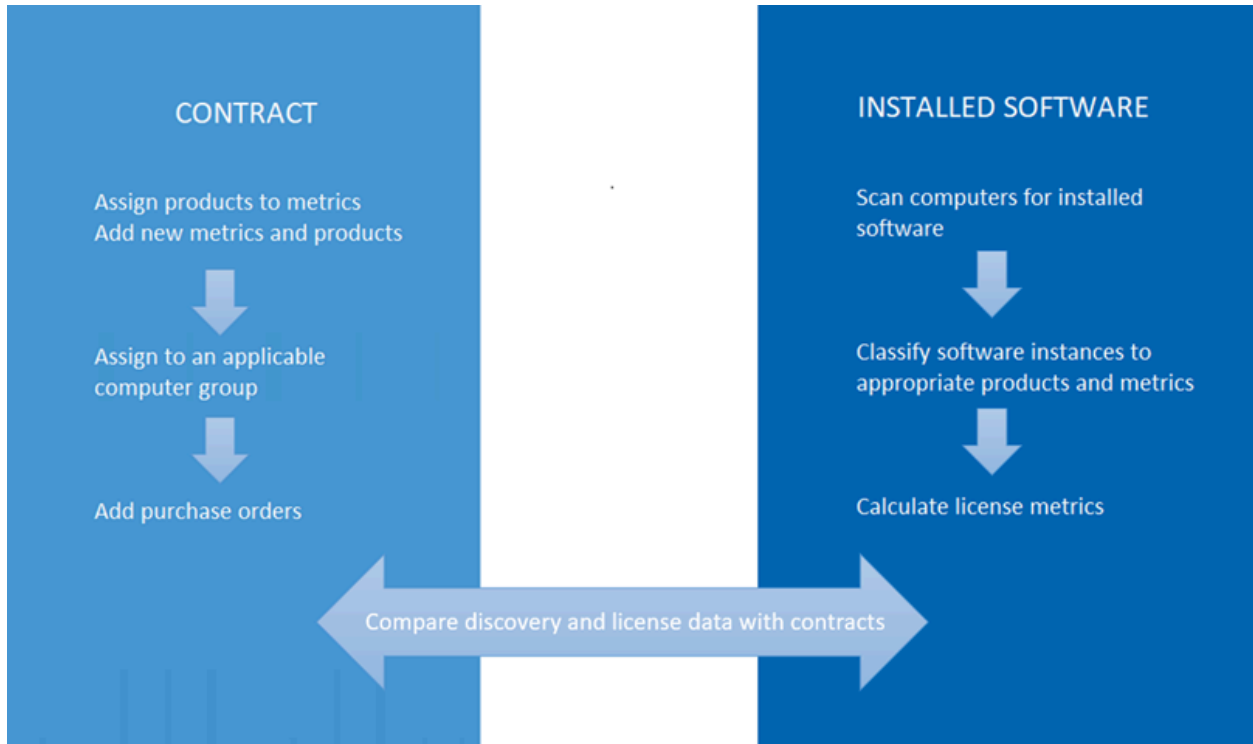 CONTRACT
Assign products to metrics
Add new metrics and products
Assign to an applicable
computer group
Add purchase orders
INSTALLED SOFTWARE
Scan computers for installed
software
Classify software instances to
appropriate products and metrics
Calculate license metrics
Compare discovery and license data with contracts